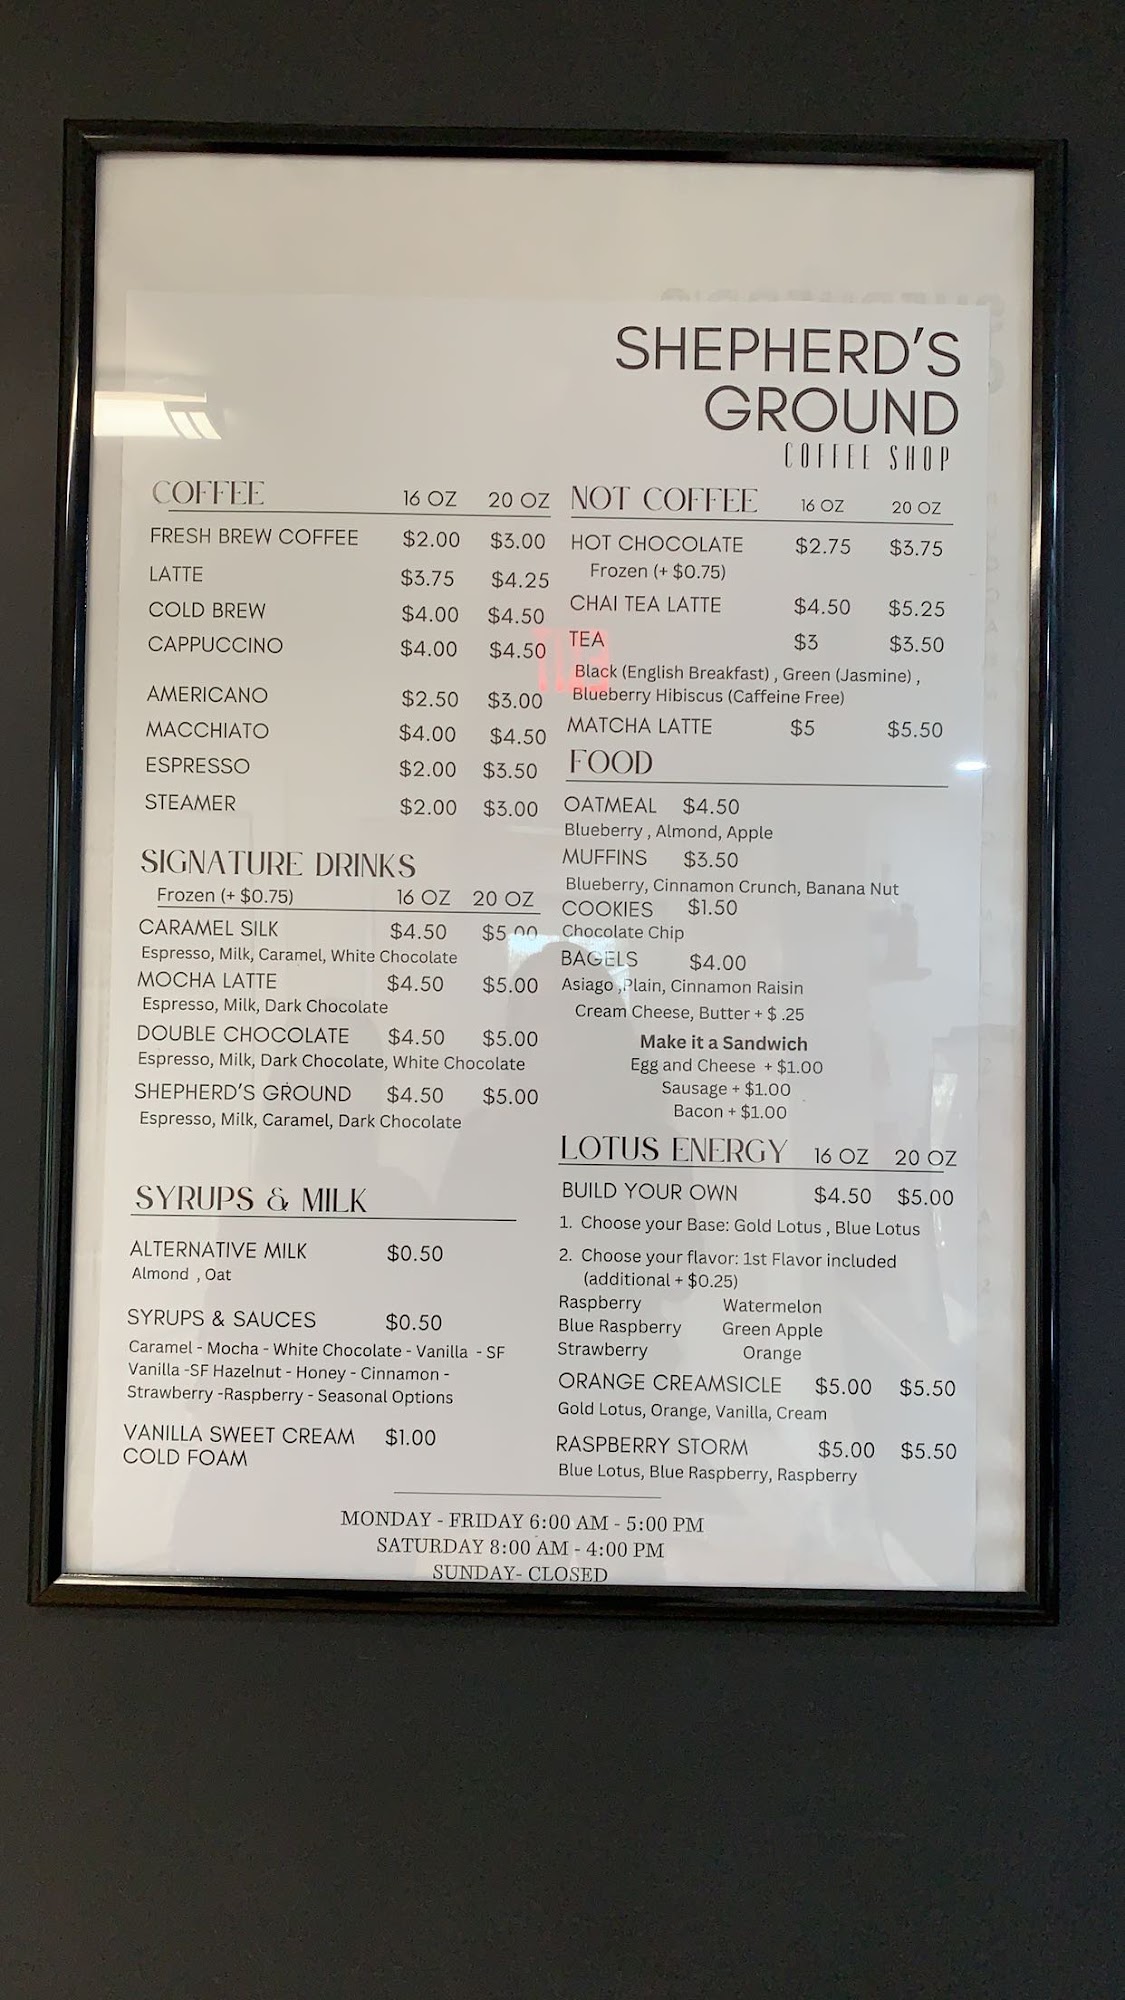 SHEPHERD'S
GROUND
COFFEE SHOP
COFFEE 16 OZ 20 OZ
FRESH BREW COFFEE $2.00 $3.00
LATTE $3.75 $4.25
COLD BREW $4.00 $4.50
CAPPUCCINO $4.00 $4.50
AMERICANO $2.50 $3.00
MACCHIATO $4.00 $4.50
ESPRESSO $2.00 $3.50
STEAMER $2.00 $3.00
SIGNATURE DRINKS
Frozen (+ $0.75) 16 OZ 20 OZ
CARAMEL SILK $4.50 $5.00
Espresso, Milk, Caramel, White Chocolate
MOCHA LATTE $4.50 $5.00
Espresso, Milk, Dark Chocolate
DOUBLE CHOCOLATE $4.50 $5.00
Espresso, Milk, Dark Chocolate, White Chocolate
SHEPHERD'S GROUND $4.50 $5.00
Espresso, Milk, Caramel, Dark Chocolate
SYRUPS & MILK
ALTERNATIVE MILK $0.50
Almond , Oat
SYRUPS & SAUCES $0.50
Caramel - Mocha - White Chocolate - Vanilla - SF
Vanilla -SF Hazelnut - Honey - Cinnamon -
Strawberry -Raspberry - Seasonal Options
VANILLA SWEET CREAM $1.00
COLD FOAM
NOT COFFEE 16 OZ 20 OZ
HOT CHOCOLATE $2.75 $3.75
Frozen (+ $0.75)
CHAI TEA LATTE $4.50 $5.25
TEA $3 $3.50
Black (English Breakfast) , Green (Jasmine) ,
Blueberry Hibiscus (Caffeine Free)
MATCHA LATTE $5 $5.50
FOOD
OATMEAL $4.50
Blueberry , Almond, Apple
MUFFINS $3.50
Blueberry, Cinnamon Crunch, Banana Nut
COOKIES $1.50
Chocolate Chip
BAGELS $4.00
Asiago ,Plain, Cinnamon Raisin
Cream Cheese, Butter + $ .25
Make it a Sandwich
Egg and Cheese + $1.00
Sausage + $1.00
Bacon + $1.00
LOTUS ENERGY 16 OZ 20 OZ
BUILD YOUR OWN $4.50 $5.00
1. Choose your Base: Gold Lotus , Blue Lotus
2. Choose your flavor: 1st Flavor included
(additional + $0.25)
Raspberry Watermelon
Blue Raspberry Green Apple
Strawberry Orange
ORANGE CREAMSICLE $5.00 $5.50
Gold Lotus, Orange, Vanilla, Cream
RASPBERRY STORM $5.00 $5.50
Blue Lotus, Blue Raspberry, Raspberry
MONDAY - FRIDAY 6:00 AM - 5:00 PM
SATURDAY 8:00 AM - 4:00 PM
SUNDAY- CLOSED